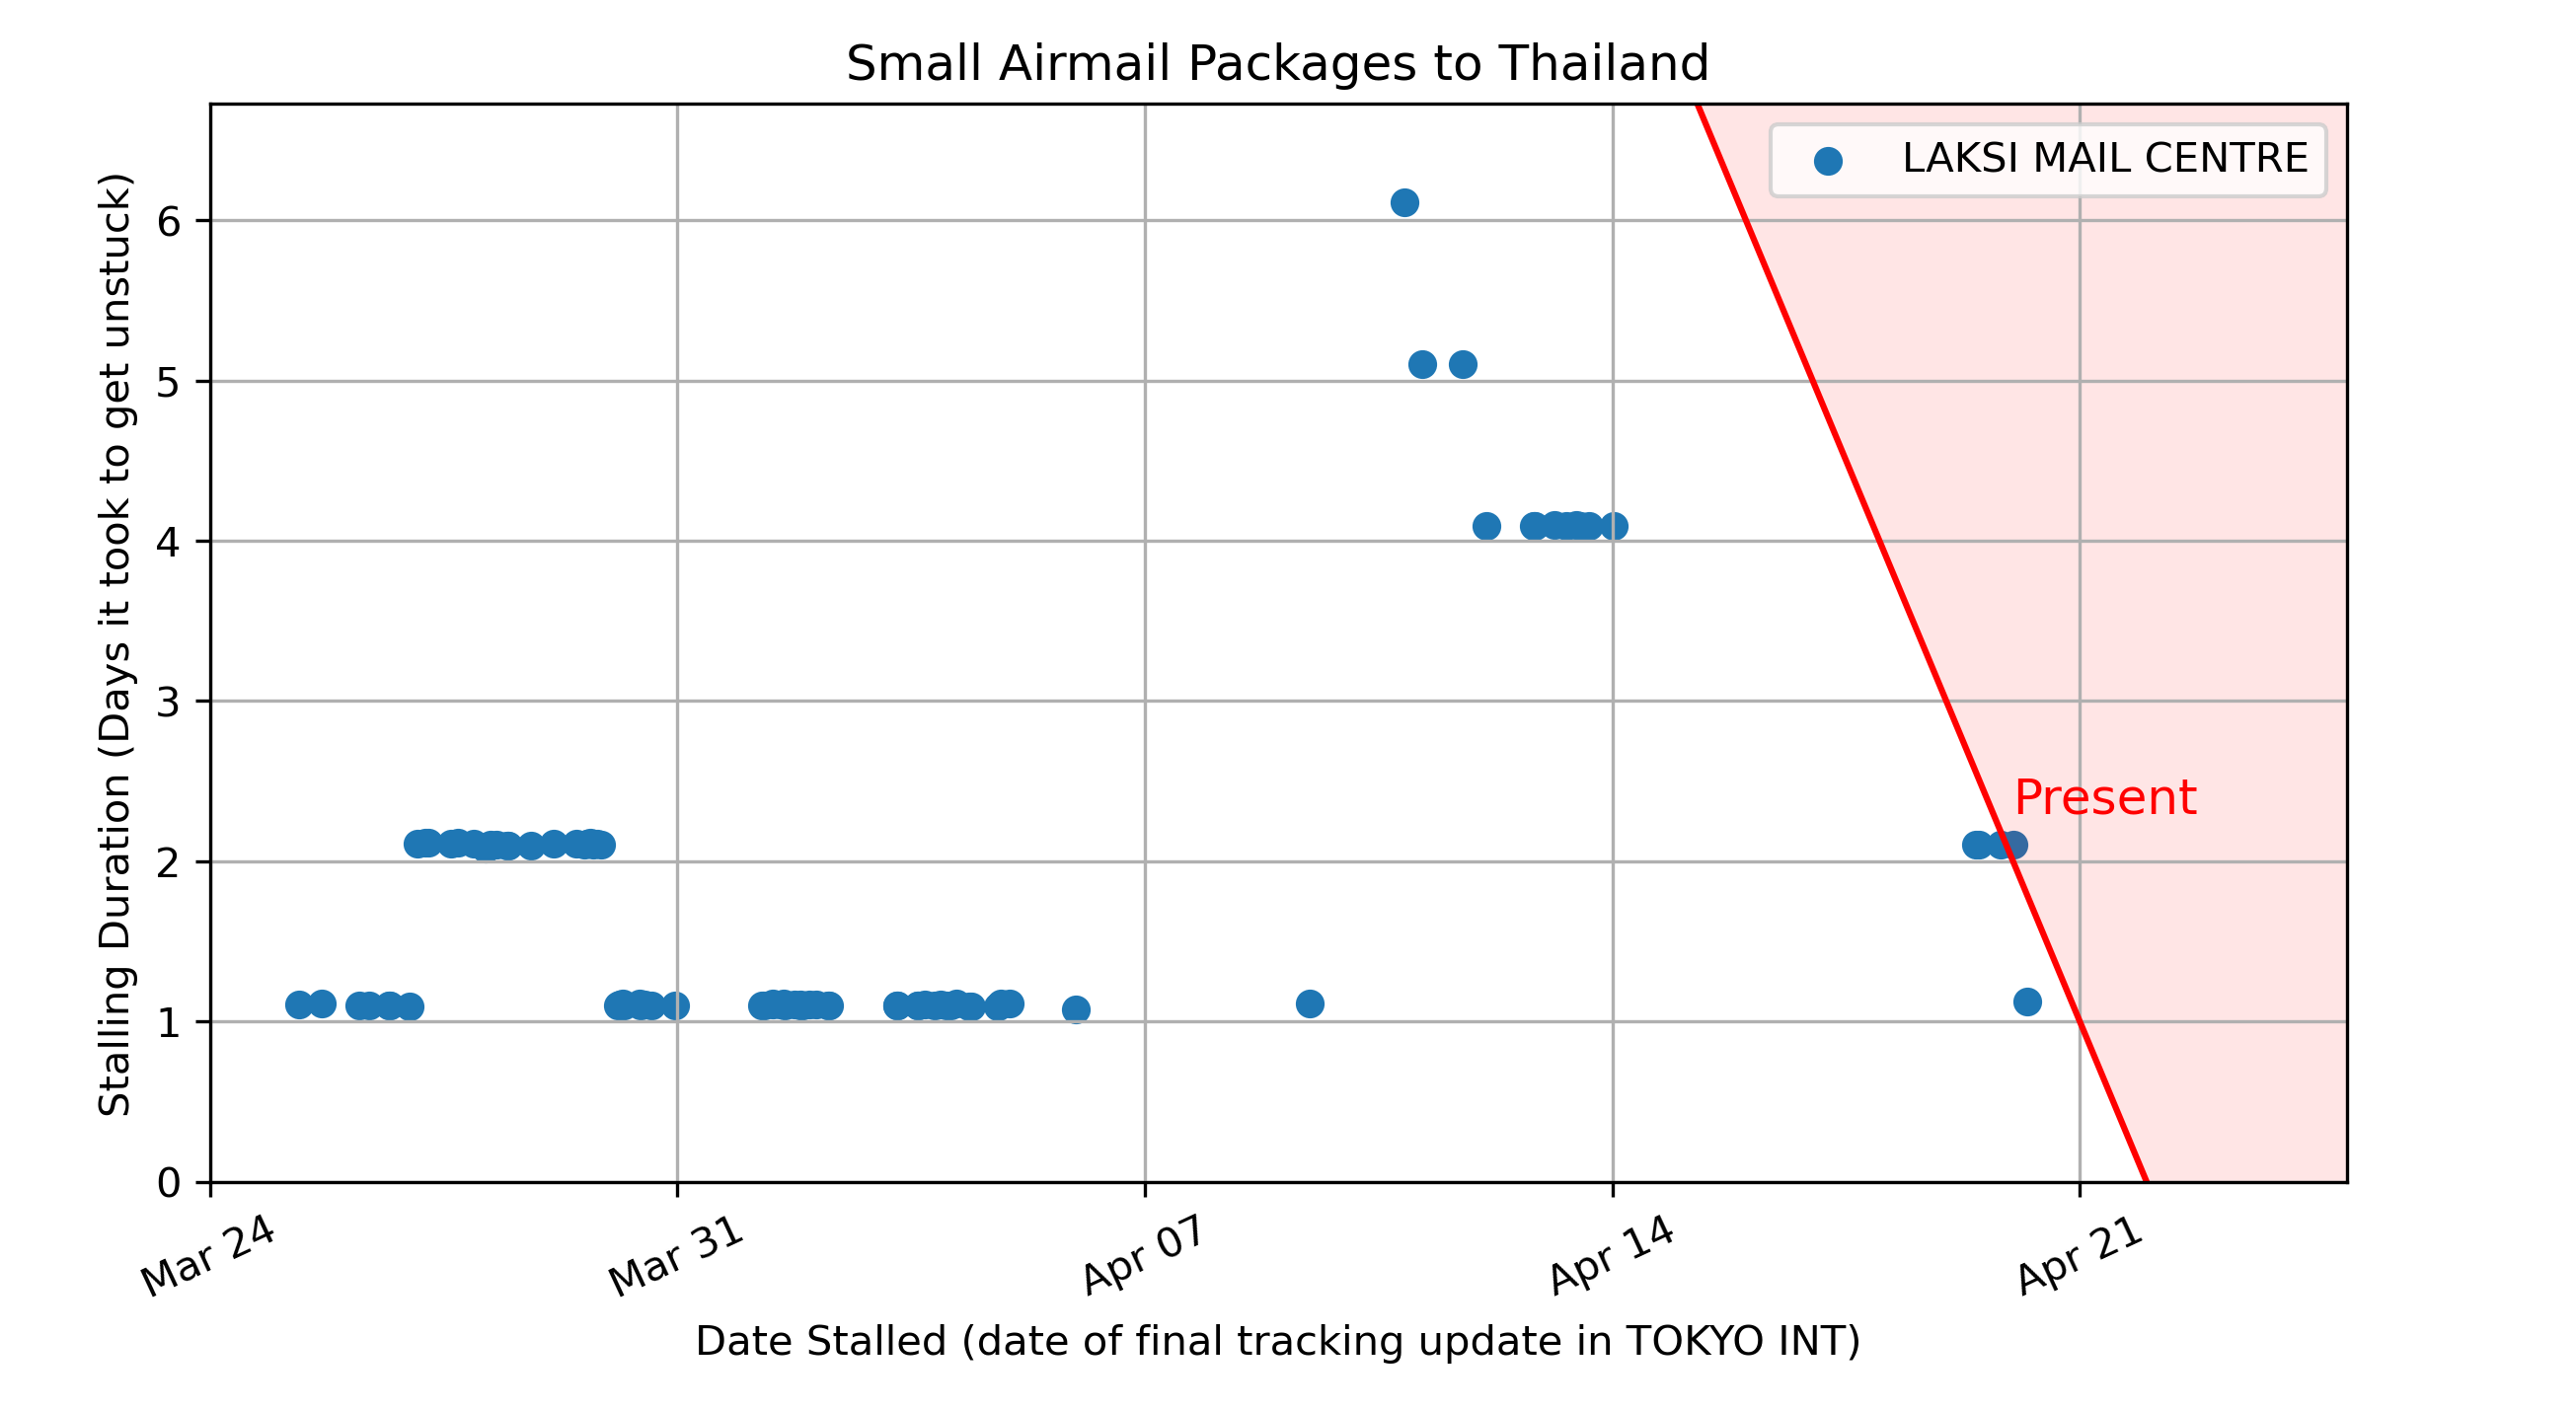 Small Airmail Packages to Thailand
LAKSI MAIL CENTRE
Stalling Duration (Days it took to get unstuck)
6
5
4
3
2
1
0
Present
Mar 24
Mar 31
Apr 07
Apr 14
Apr 21
Date Stalled (date of final tracking update in TOKYO INT)